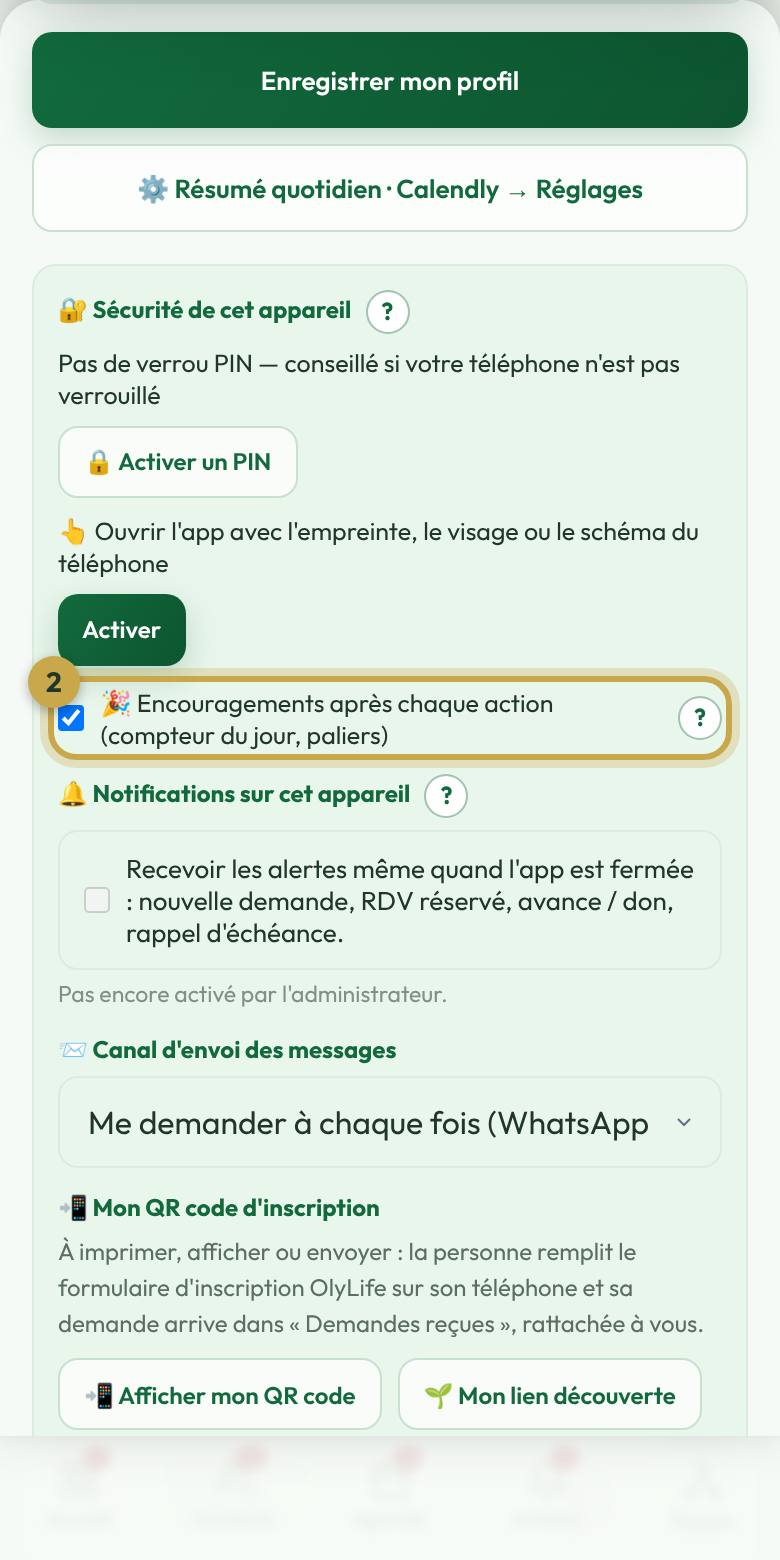 Enregistrer mon profil
⚙️ Résumé quotidien · Calendly → Réglages
🔐 Sécurité de cet appareil ?
Pas de verrou PIN — conseillé si votre téléphone n'est pas
verrouillé
🔒 Activer un PIN
👆 Ouvrir l'app avec l'empreinte, le visage ou le schéma du
téléphone
Activer
2
🎉 Encouragements après chaque action
(compteur du jour, paliers) ?
🔔 Notifications sur cet appareil ?
Recevoir les alertes même quand l'app est fermée
: nouvelle demande, RDV réservé, avance / don,
rappel d'échéance.
Pas encore activé par l'administrateur.
📨 Canal d'envoi des messages
Me demander à chaque fois (WhatsApp
📲 Mon QR code d'inscription
À imprimer, afficher ou envoyer : la personne remplit le
formulaire d'inscription OlyLife sur son téléphone et sa
demande arrive dans « Demandes reçues », rattachée à vous.
📲 Afficher mon QR code
🌱 Mon lien découverte